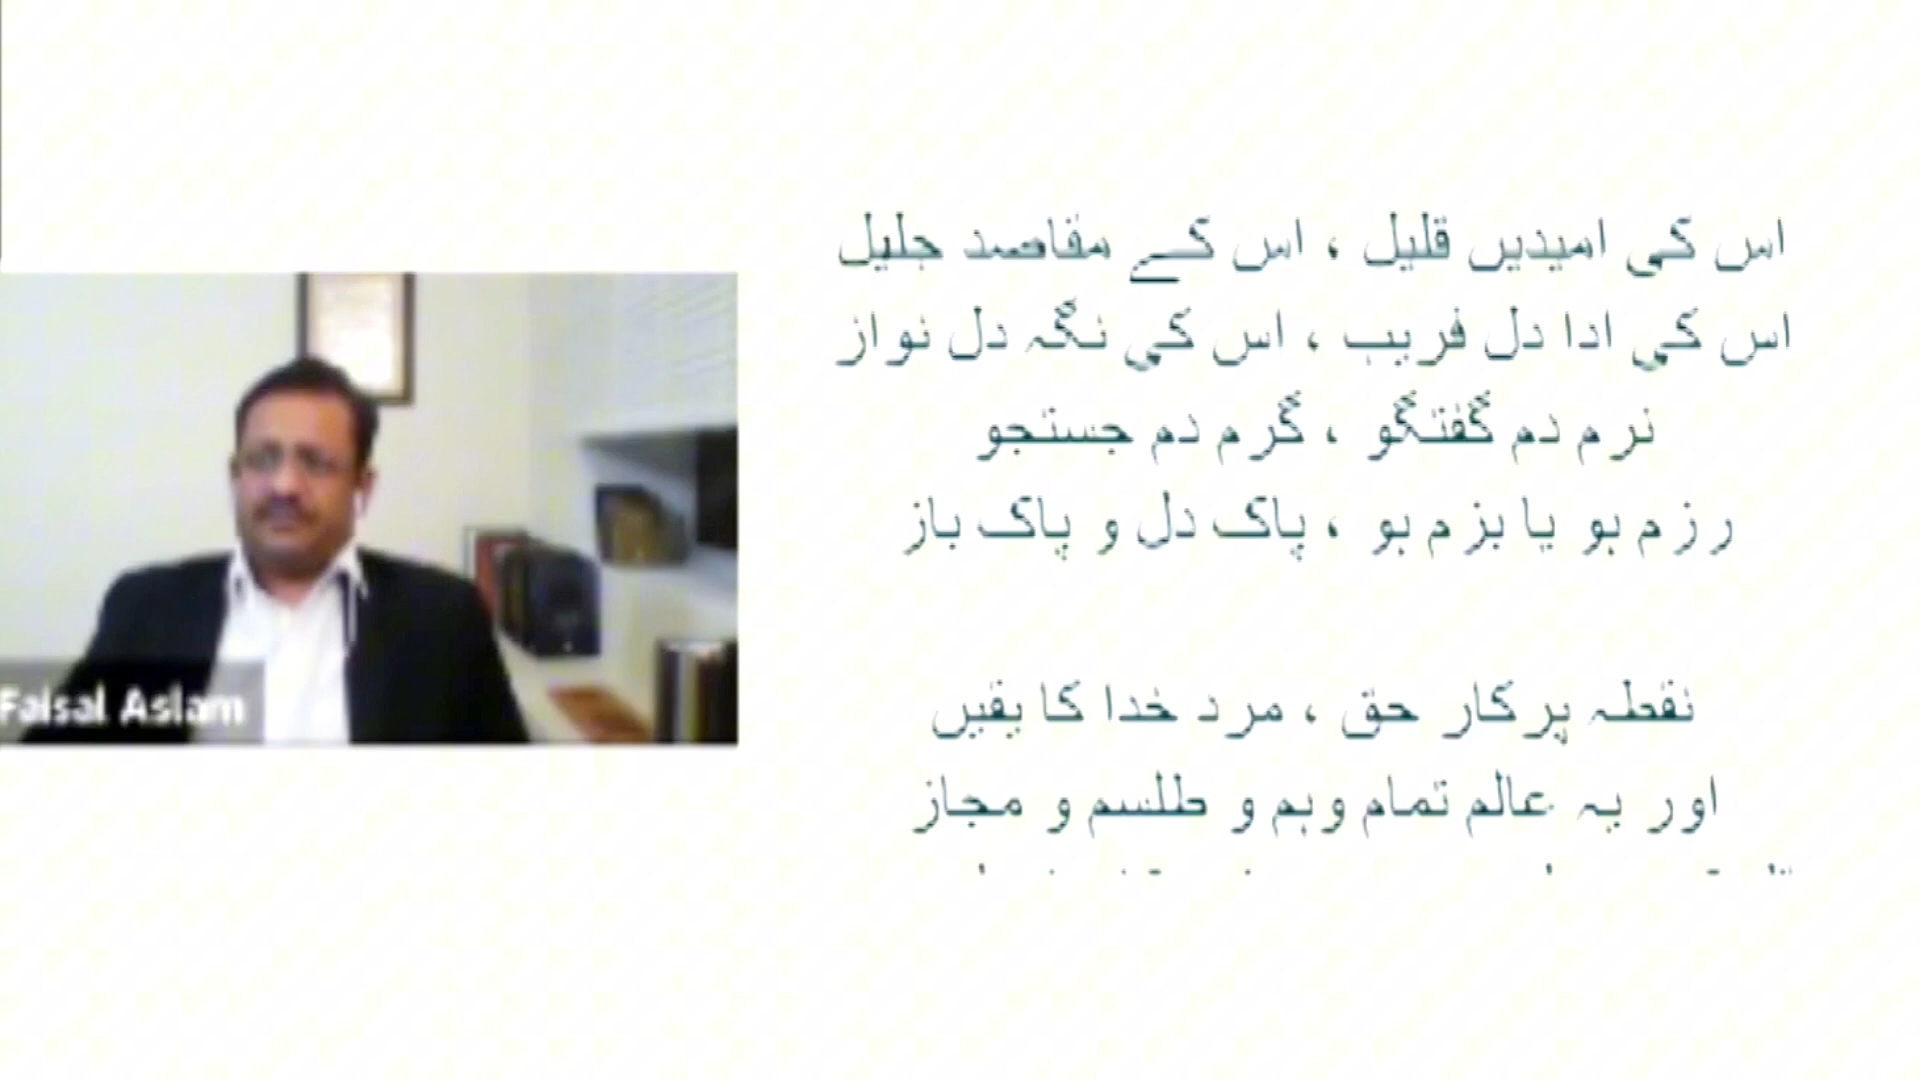 اس کی امیدیں قلیل ، اس کے مقاصد جلیل
اس کی ادا دل فریب ، اس کی نگہ دل نواز
نرم دم گفتگو ، گرم دم جستجو
رزم ہو یا بزم ہو ، پاک دل و پاک باز
نقطہ پرکار حق ، مرد خدا کا یقیں
اور یہ عالم تمام وہم و طلسم و مجاز
Faisal Aslam